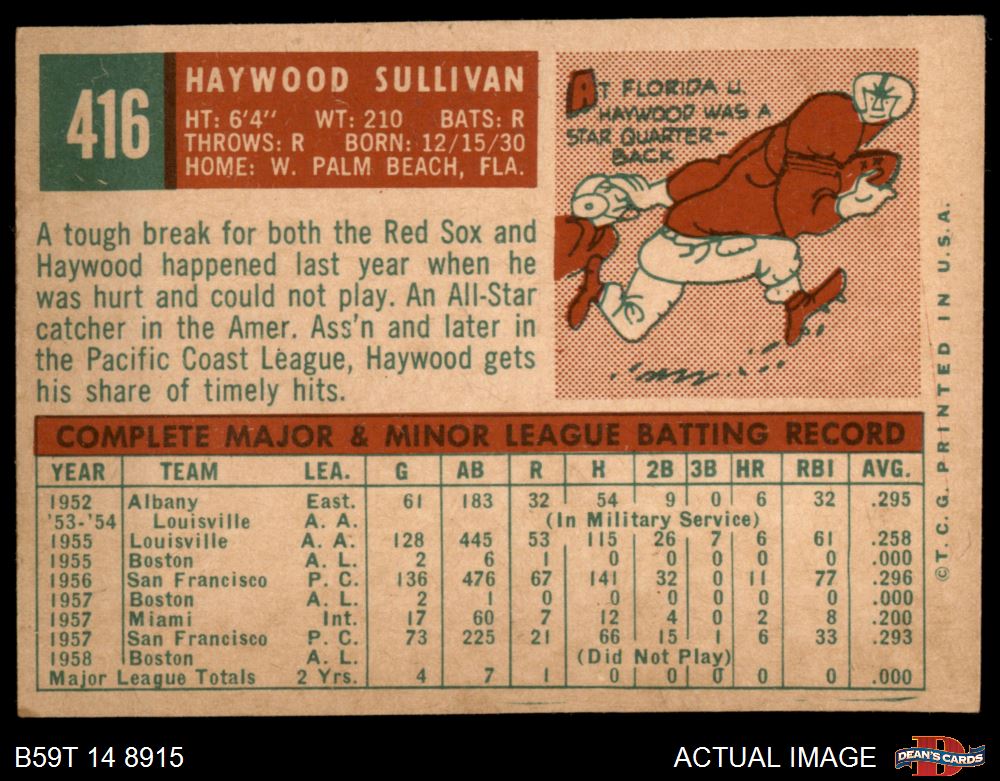 416
HAYWOOD SULLIVAN
HT: 6'4" WT: 210 BATS: R
THROWS: R BORN: 12/15/30
HOME: W. PALM BEACH, FLA.
AT FLORIDA U.
HAYWOOD WAS A
STAR QUARTER-
BACK
A tough break for both the Red Sox and
Haywood happened last year when he
was hurt and could not play. An All-Star
catcher in the Amer. Ass'n and later in
the Pacific Coast League, Haywood gets
his share of timely hits.
COMPLETE MAJOR & MINOR LEAGUE BATTING RECORD
YEAR TEAM LEA. G AB R H 2B 3B HR RBI AVG.
1952 Albany East. 61 183 32 54 9 0 6 32 .295
'53-'54 Louisville A. A. (In Military Service)
1955 Louisville A. A. 128 445 53 115 26 7 6 61 .258
1955 Boston A. L. 2 6 1 0 0 0 0 0 .000
1956 San Francisco P. C. 136 476 67 141 32 0 11 77 .296
1957 Boston A. L. 2 1 0 0 0 0 0 0 .000
1957 Miami Int. 17 60 7 12 4 0 2 8 .200
1957 San Francisco P. C. 73 225 21 66 15 1 6 33 .293
1958 Boston A. L. (Did Not Play)
Major League Totals 2 Yrs. 4 7 1 0 0 0 0 0 .000
© T. C. G. PRINTED IN U. S. A.
B59T 14 8915
ACTUAL IMAGE
D
DEAN'S CARDS